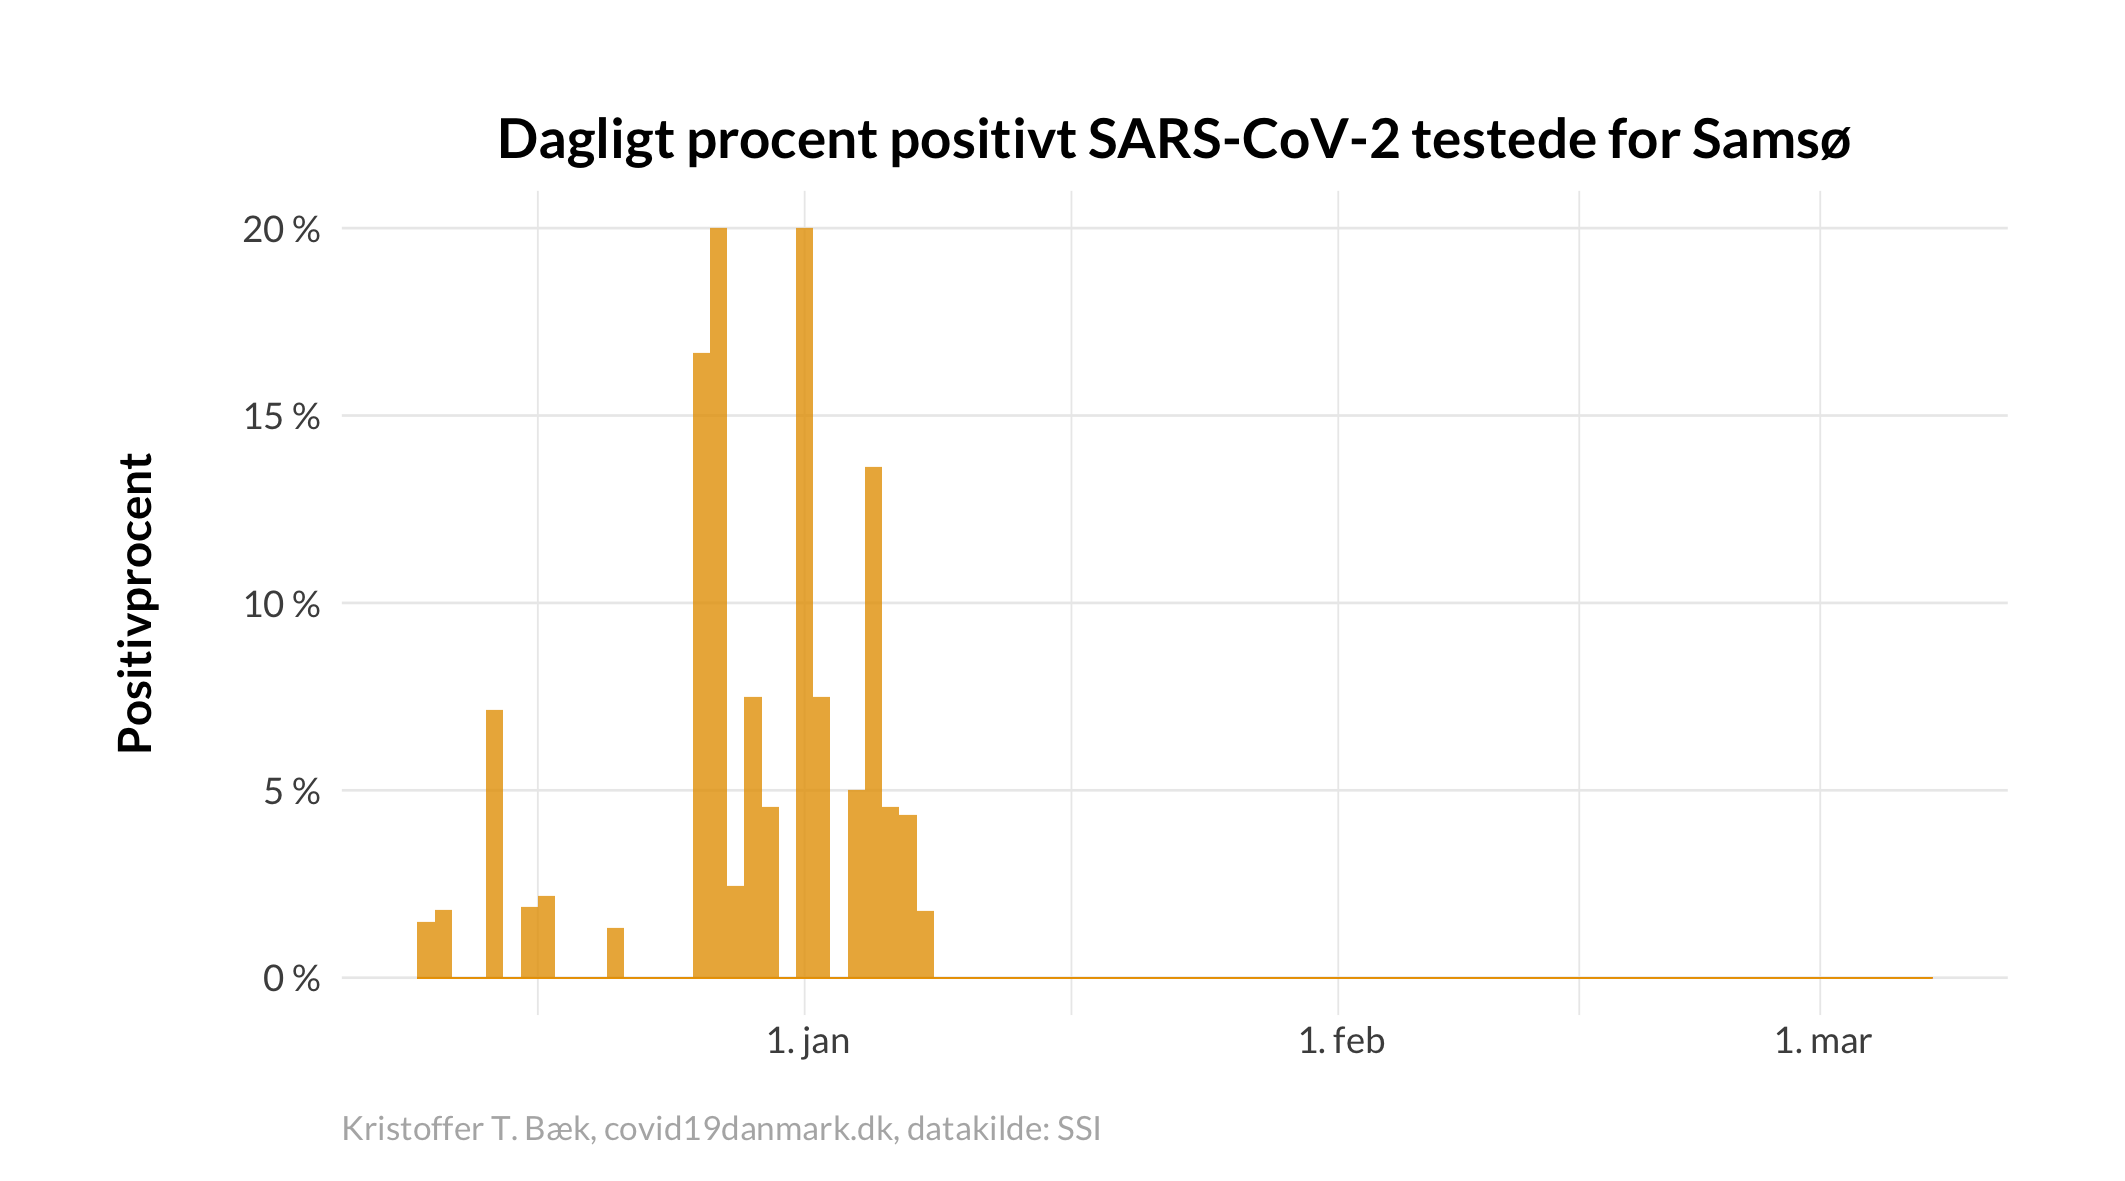 Dagligt procent positivt SARS-CoV-2 testede for Samsø
Positivprocent
20 %
15 %
10 %
5 %
0 %
1. jan
1. feb
1. mar
Kristoffer T. Bæk, covid19danmark.dk, datakilde: SSI